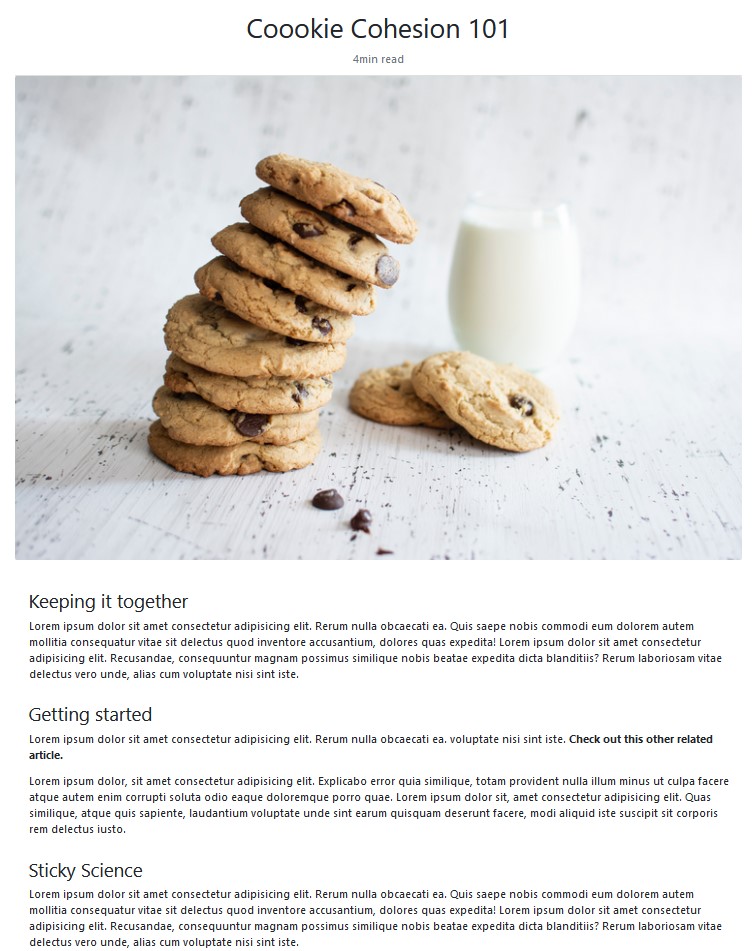 Coookie Cohesion 101
4min read
Keeping it together
Lorem ipsum dolor sit amet consectetur adipisicing elit. Rerum nulla obcaecati ea. Quis saepe nobis commodi eum dolorem autem
mollitia consequatur vitae sit delectus quod inventore accusantium, dolores quas expedita! Lorem ipsum dolor sit amet consectetur
adipisicing elit. Recusandae, consequuntur magnam possimus similique nobis beatae expedita dicta blanditiis? Rerum laboriosam vitae
delectus vero unde, alias cum voluptate nisi sint iste.
Getting started
Lorem ipsum dolor sit amet consectetur adipisicing elit. Rerum nulla obcaecati ea. voluptate nisi sint iste. Check out this other related
article.
Lorem ipsum dolor, sit amet consectetur adipisicing elit. Explicabo error quia similique, totam provident nulla illum minus ut culpa facere
atque autem enim corrupti soluta odio eaque doloremque porro quae. Lorem ipsum dolor sit, amet consectetur adipisicing elit. Quas
similique, atque quis sapiente, laudantium voluptate unde sint earum quisquam deserunt facere, modi aliquid iste suscipit sit corporis
rem delectus iusto.
Sticky Science
Lorem ipsum dolor sit amet consectetur adipisicing elit. Rerum nulla obcaecati ea. Quis saepe nobis commodi eum dolorem autem
mollitia consequatur vitae sit delectus quod inventore accusantium, dolores quas expedita! Lorem ipsum dolor sit amet consectetur
adipisicing elit. Recusandae, consequuntur magnam possimus similique nobis beatae expedita dicta blanditiis? Rerum laboriosam vitae
delectus vero unde, alias cum voluptate nisi sint iste.